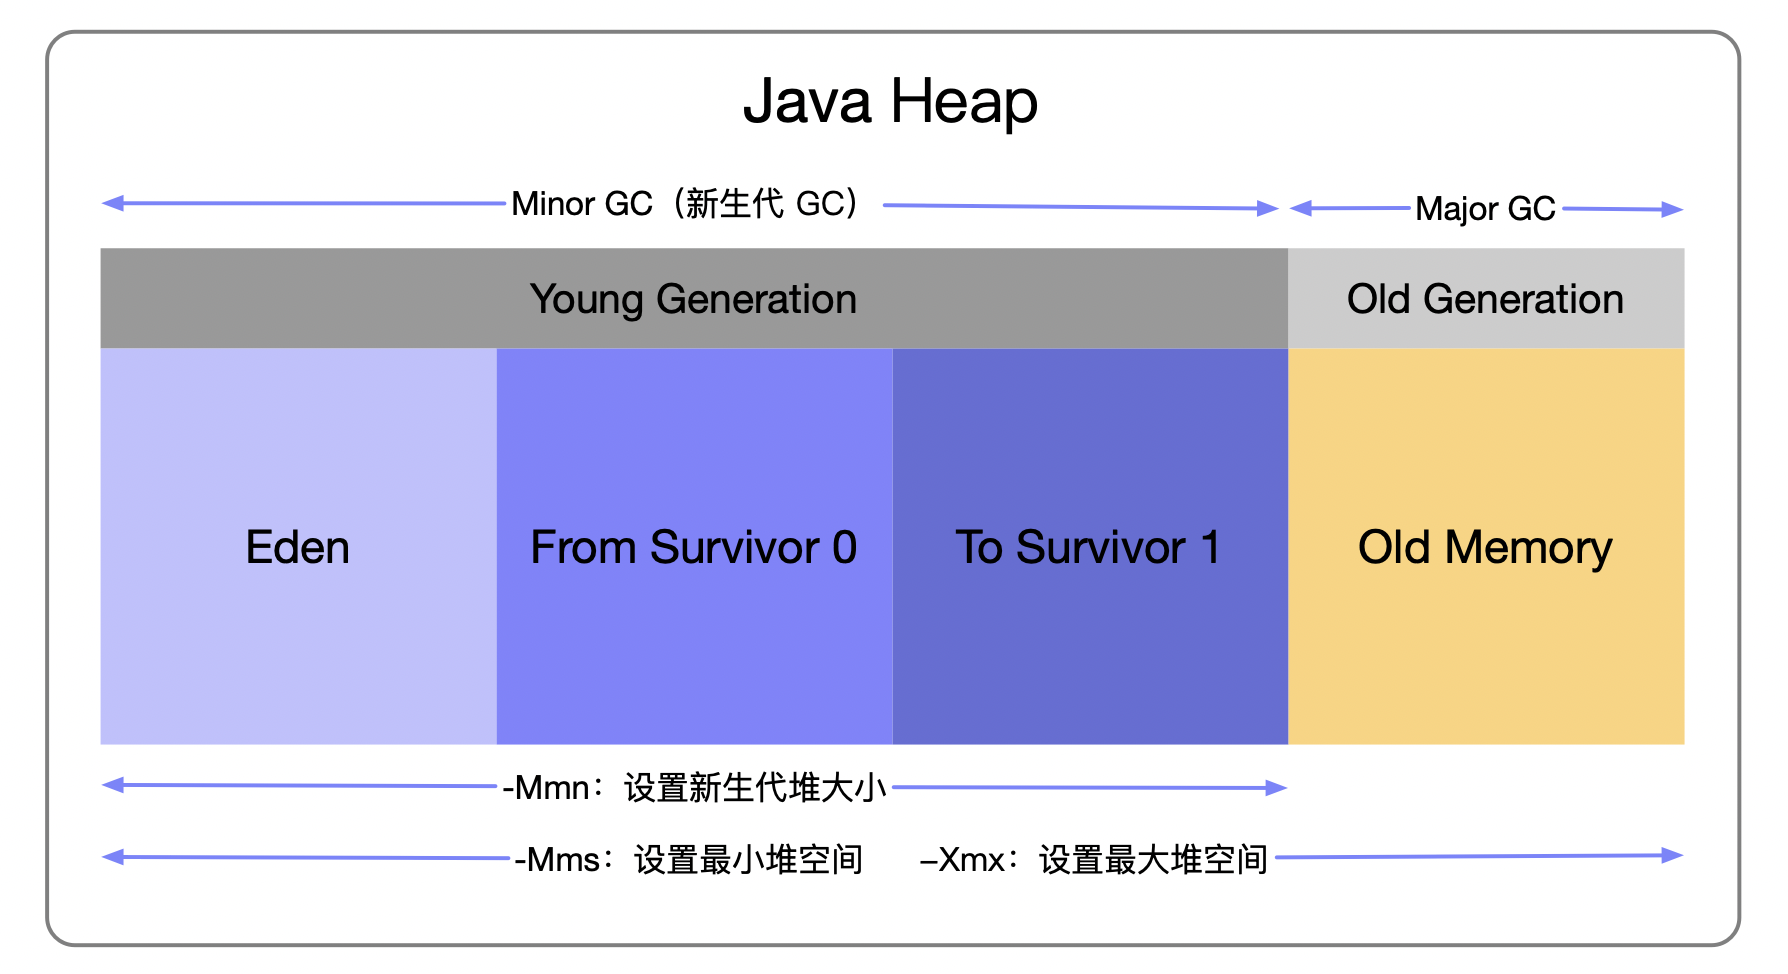 Java Heap
Minor GC（新生代 GC）
Major GC
Young Generation
Old Generation
Eden
From Survivor 0
To Survivor 1
Old Memory
-Mmn：设置新生代堆大小
-Mms：设置最小堆空间
–Xmx：设置最大堆空间